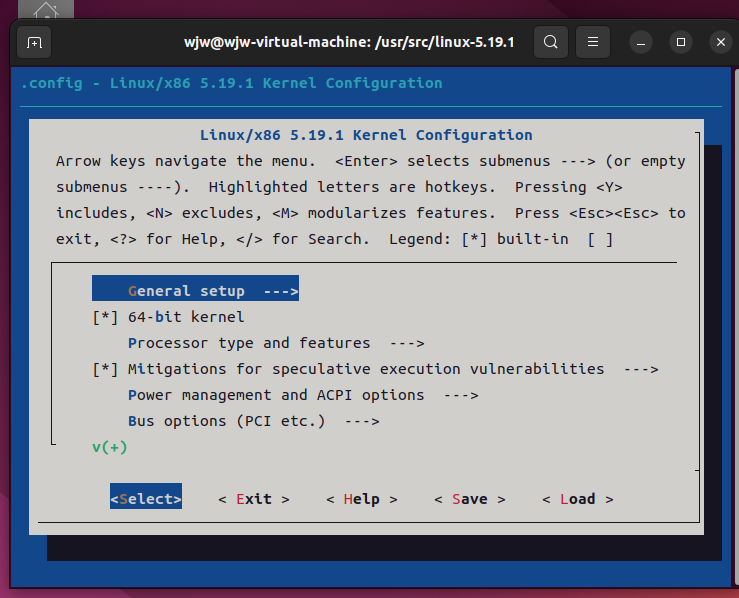 wjw@wjw-virtual-machine: /usr/src/linux-5.19.1
.config - Linux/x86 5.19.1 Kernel Configuration
Linux/x86 5.19.1 Kernel Configuration
Arrow keys navigate the menu.  <Enter> selects submenus ---> (or empty
submenus ----).  Highlighted letters are hotkeys.  Pressing <Y>
includes, <N> excludes, <M> modularizes features.  Press <Esc><Esc> to
exit, <?> for Help, </> for Search.  Legend: [*] built-in  [ ]
General setup  --->
[*] 64-bit kernel
Processor type and features  --->
[*] Mitigations for speculative execution vulnerabilities  --->
Power management and ACPI options  --->
Bus options (PCI etc.)  --->
v(+)
<Select>    < Exit >    < Help >    < Save >    < Load >